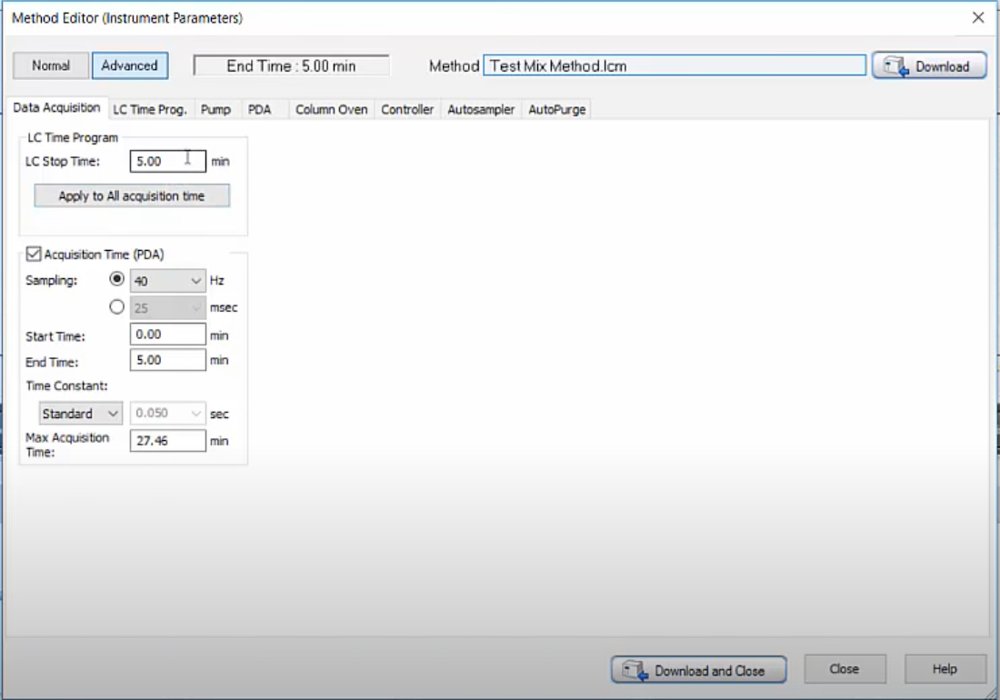 Method Editor (Instrument Parameters)
Normal Advanced End Time : 5.00 min Method Test Mix Method.lcm Download
Data Acquisition LC Time Prog. Pump PDA Column Oven Controller Autosampler AutoPurge
LC Time Program
LC Stop Time: 5.00 min
Apply to All acquisition time
Acquisition Time (PDA)
Sampling: 40 Hz
25 msec
Start Time: 0.00 min
End Time: 5.00 min
Time Constant:
Standard 0.050 sec
Max Acquisition
Time: 27.46 min
Download and Close Close Help